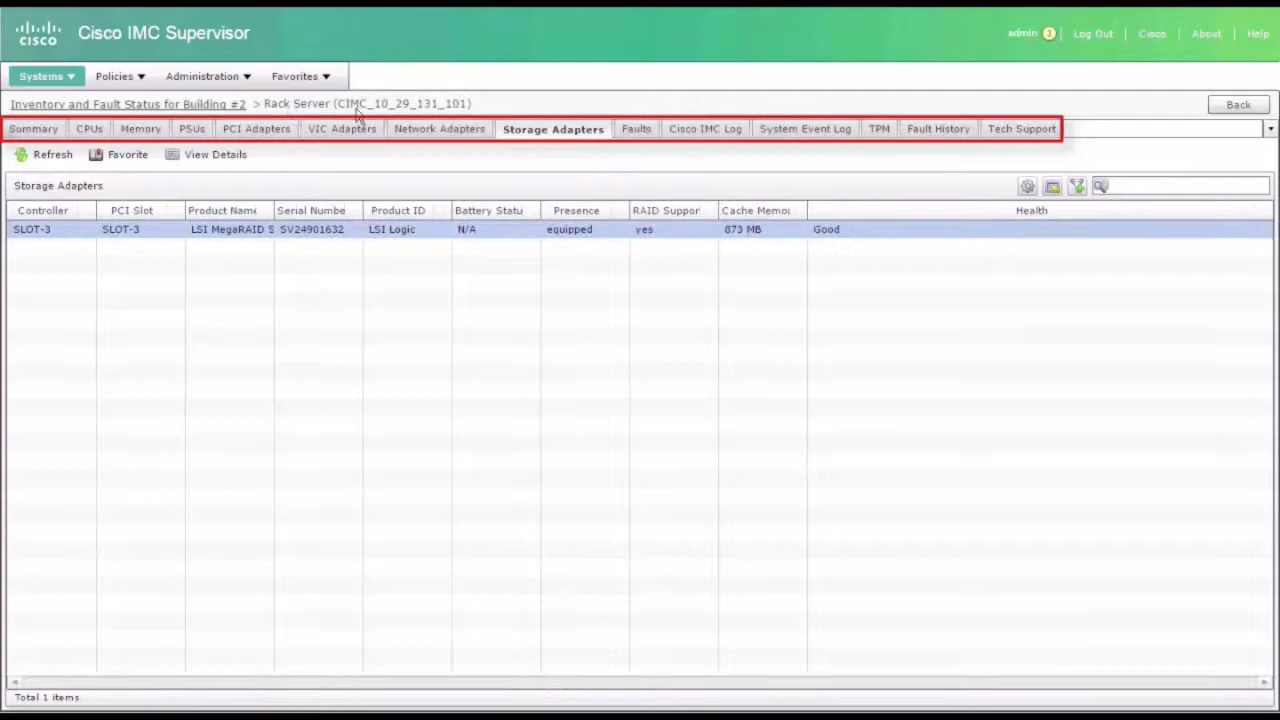 CISCO Cisco IMC Supervisor admin 3 Log Out Cisco About Help
Systems Policies Administration Favorites
Inventory and Fault Status for Building #2 > Rack Server (CIMC_10_29_131_101) Back
Summary CPUs Memory PSUs PCI Adapters VIC Adapters Network Adapters Storage Adapters Faults Cisco IMC Log System Event Log TPM Fault History Tech Support
Refresh Favorite View Details
Storage Adapters
Controller PCI Slot Product Name Serial Numbe Product ID Battery Statu Presence RAID Suppor Cache Memor Health
SLOT-3 SLOT-3 LSI MegaRAID S SV24901632 LSI Logic N/A equipped yes 873 MB Good
Total 1 items